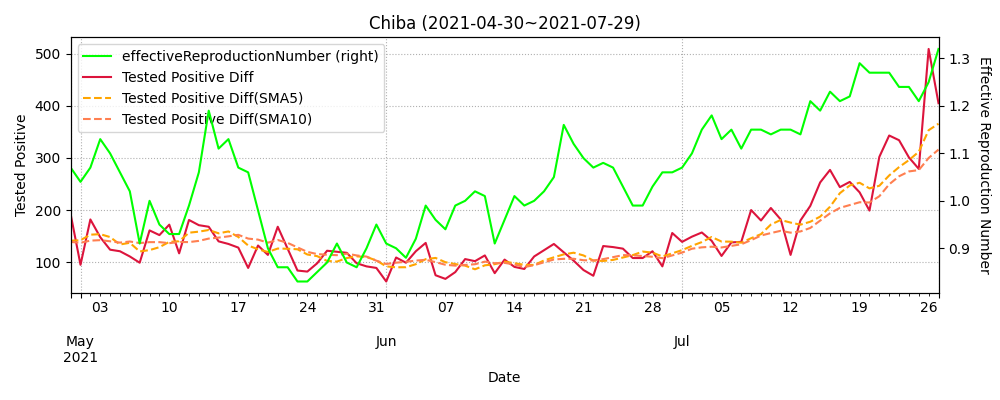 Chiba (2021-04-30~2021-07-29)
effectiveReproductionNumber (right)
Tested Positive Diff
Tested Positive Diff(SMA5)
Tested Positive Diff(SMA10)
Tested Positive
500
400
300
200
100
1.3
1.2
1.1
1.0
0.9
Effective Reproduction Number
03 10 17 24 31 07 14 21 28 05 12 19 26
May Jun Jul
2021
Date